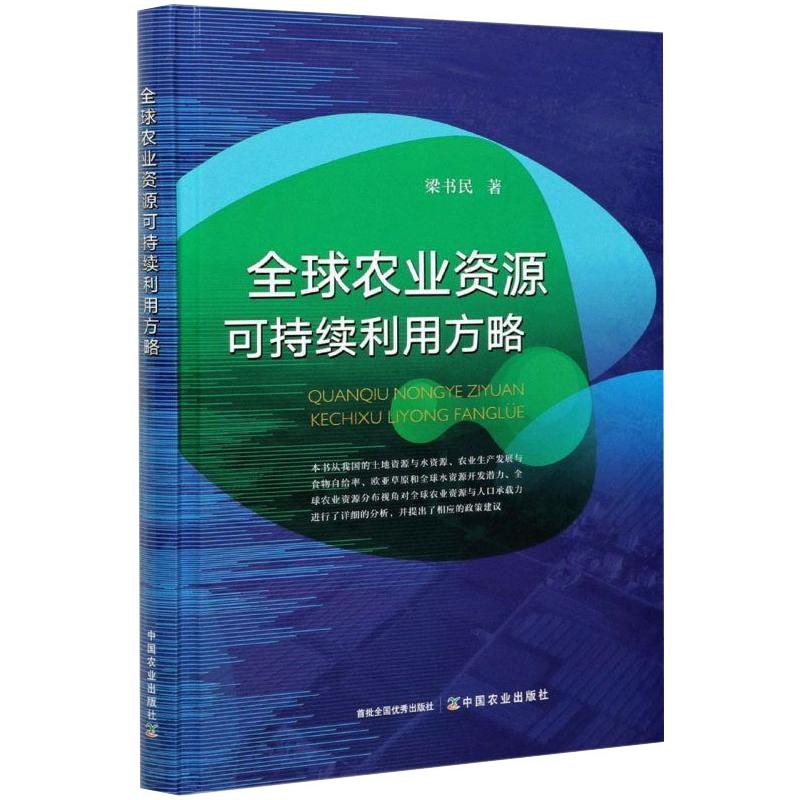 梁书民 著
全球农业资源
可持续利用方略
QUANQIU NONGYE ZIYUAN
KECHIXU LIYONG FANGLÜE
本书从我国的土地资源与水资源、农业生产发展与
食物自给率、欧亚草原和全球水资源开发潜力、全
球农业资源分布视角对全球农业资源与人口承载力
进行了详细的分析，并提出了相应的政策建议
首批全国优秀出版社 中国农业出版社
全球农业资源可持续利用方略
中国农业出版社